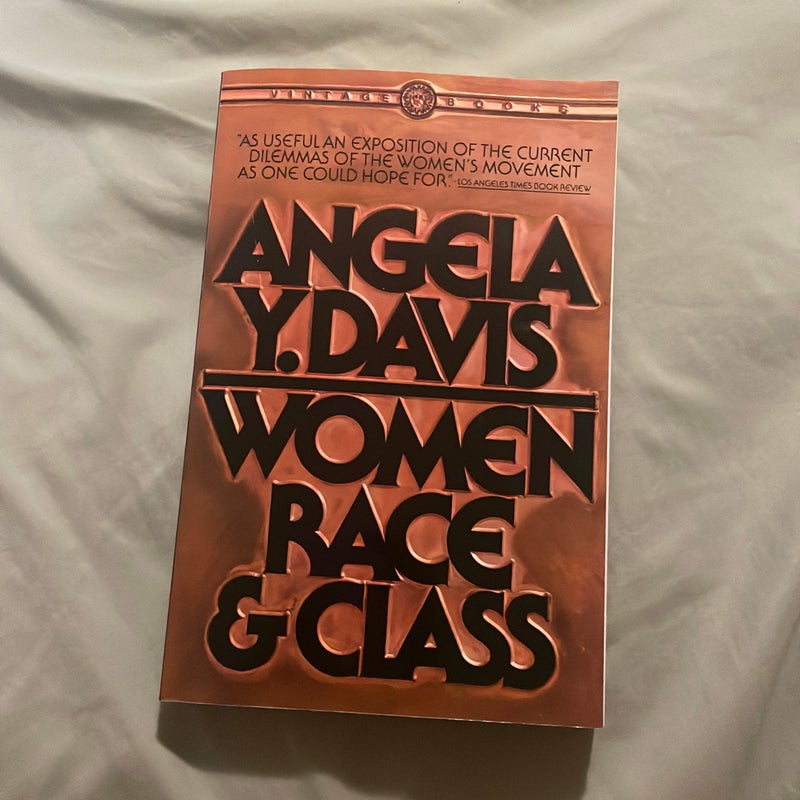 VINTAGE BOOKS
"AS USEFUL AN EXPOSITION OF THE CURRENT
DILEMMAS OF THE WOMEN'S MOVEMENT
AS ONE COULD HOPE FOR."-LOS ANGELES TIMES BOOK REVIEW
ANGELA
Y. DAVIS
WOMEN
RACE
& CLASS